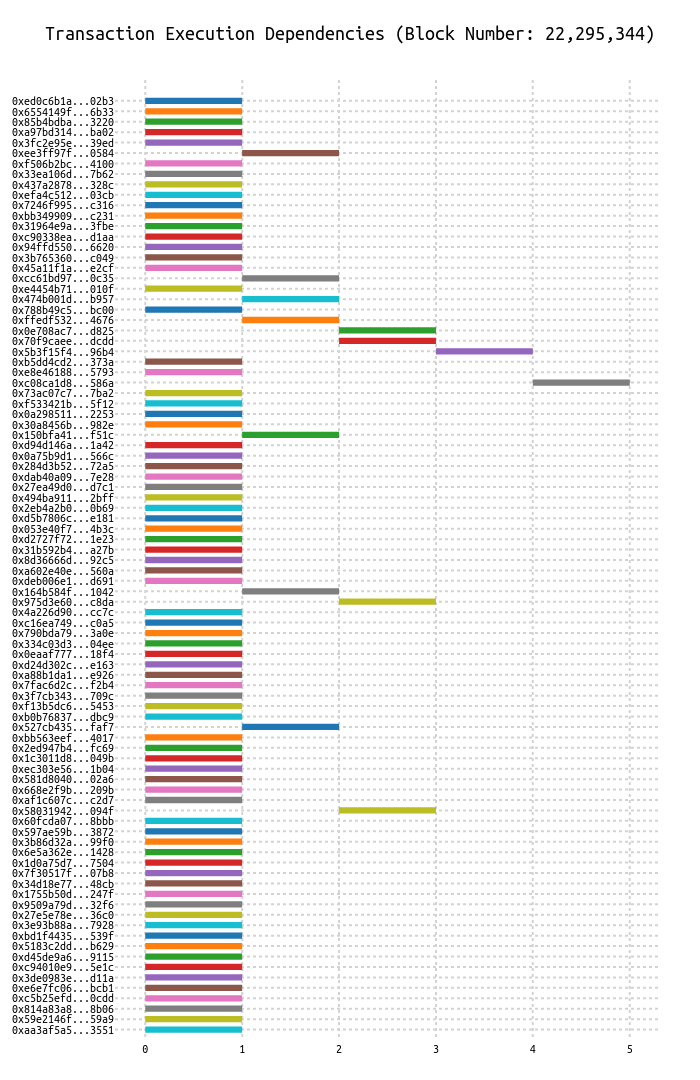 Transaction Execution Dependencies (Block Number: 22,295,344)
0xed0c6b1a...02b3
0x6554149f...6b33
0x85b4bdba...3220
0xa97bd314...ba02
0x3fc2e95e...39ed
0xee3ff97f...0584
0xf506b2bc...4100
0x33ea106d...7b62
0x437a2878...328c
0xefa4c512...03cb
0x7246f995...c316
0xbb349909...c231
0x31964e9a...3fbe
0xc90338ea...d1aa
0x94ffd550...6620
0x3b765360...c049
0x45a11f1a...e2cf
0xcc61bd97...0c35
0xe4454b71...010f
0x474b001d...b957
0x788b49c5...bc00
0xffedf532...4676
0x0e708ac7...d825
0x70f9caee...dcdd
0x5b3f15f4...96b4
0xb5dd4cd2...373a
0xe8e46188...5793
0xc08ca1d8...586a
0x73ac07c7...7ba2
0xf533421b...5f12
0x0a298511...2253
0x30a8456b...982e
0x150bfa41...f51c
0xd94d146a...1a42
0x0a75b9d1...566c
0x284d3b52...72a5
0xdab40a09...7e28
0x27ea49d0...d7c1
0x494ba911...2bff
0x2eb4a2b0...0b69
0xd5b7806c...e181
0x053e40f7...4b3c
0xd2727f72...1e23
0x31b592b4...a27b
0x8d36666d...92c5
0xa602e40e...560a
0xdeb006e1...d691
0x164b584f...1042
0x975d3e60...c8da
0x4a226d90...cc7c
0xc16ea749...c0a5
0x790bda79...3a0e
0x334c03d3...04ee
0x0eaaf777...18f4
0xd24d302c...e163
0xa88b1da1...e926
0x7fac6d2c...f2b4
0x3f7cb343...709c
0xf13b5dc6...5453
0xb0b76837...dbc9
0x527cb435...faf7
0xbb563eef...4017
0x2ed947b4...fc69
0x1c3011d8...049b
0xec303e56...1b04
0x581d8040...02a6
0x668e2f9b...209b
0xaf1c607c...c2d7
0x58031942...094f
0x60fcda07...8bbb
0x597ae59b...3872
0x3b86d32a...99f0
0x6e5a362e...1428
0x1d0a75d7...7504
0x7f30517f...07b8
0x34d18e77...48cb
0x1755b50d...247f
0x9509a79d...32f6
0x27e5e78e...36c0
0x3e93b88a...7928
0xbd1f4435...539f
0x5183c2dd...b629
0xd45de9a6...9115
0xc94010e9...5e1c
0x3de0983e...d11a
0xe6e7fc06...bcb1
0xc5b25efd...0cdd
0x814a83a8...8b06
0x59e2146f...59a9
0xaa3af5a5...3551
0 1 2 3 4 5